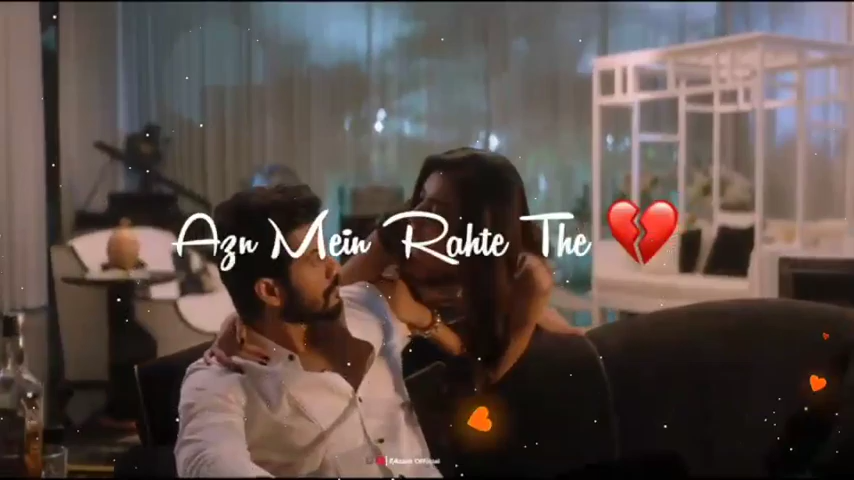 Azn Mein Rahte The 💔